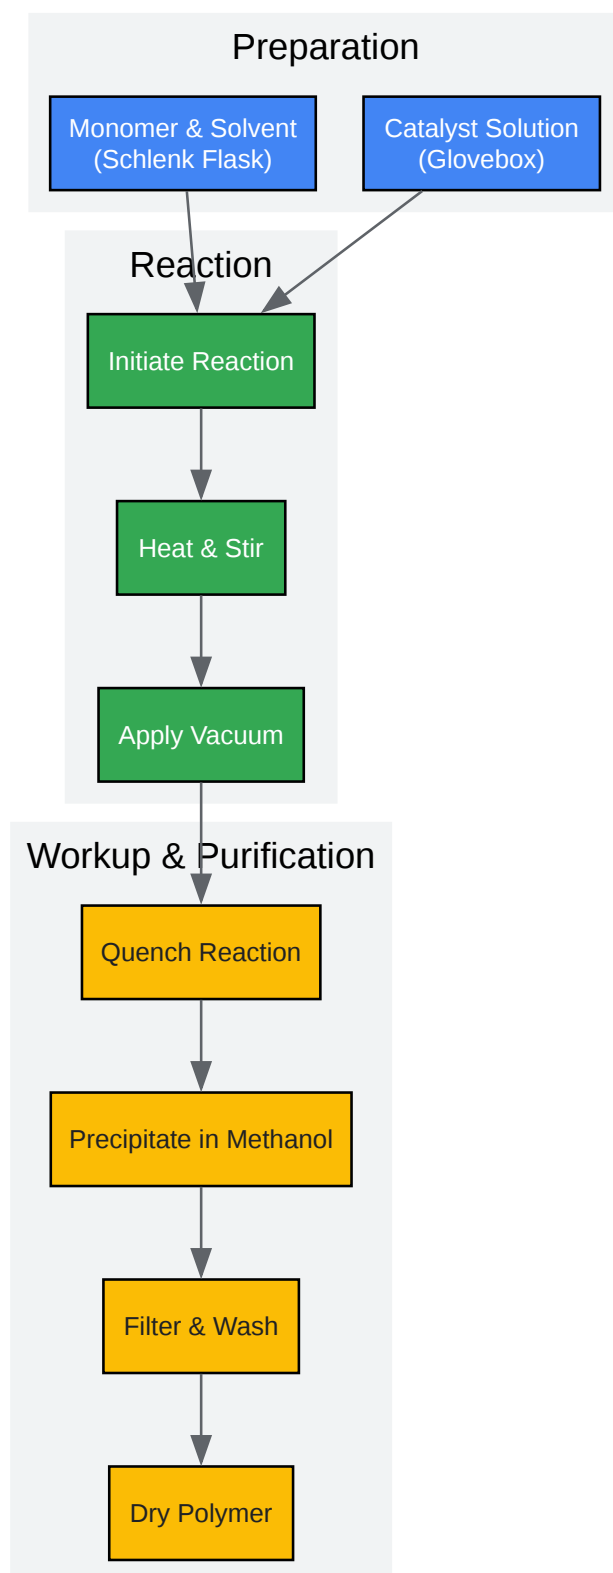 Preparation
Monomer & Solvent
(Schlenk Flask)
Catalyst Solution
(Glovebox)
Reaction
Initiate Reaction
Heat & Stir
Apply Vacuum
Workup & Purification
Quench Reaction
Precipitate in Methanol
Filter & Wash
Dry Polymer